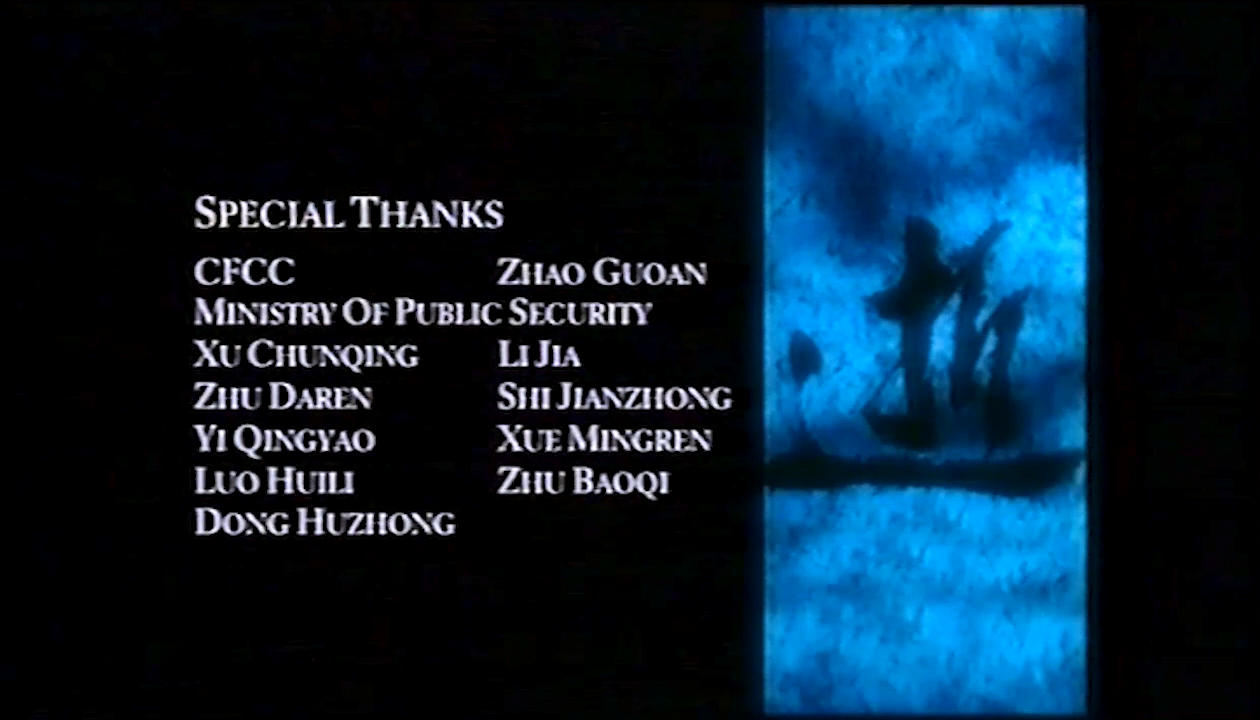 SPECIAL THANKS
CFCC ZHAO GUOAN
MINISTRY OF PUBLIC SECURITY
XU CHUNQING LI JIA
ZHU DAREN SHI JIANZHONG
YI QINGYAO XUE MINGREN
LUO HUILI ZHU BAOQI
DONG HUZHONG